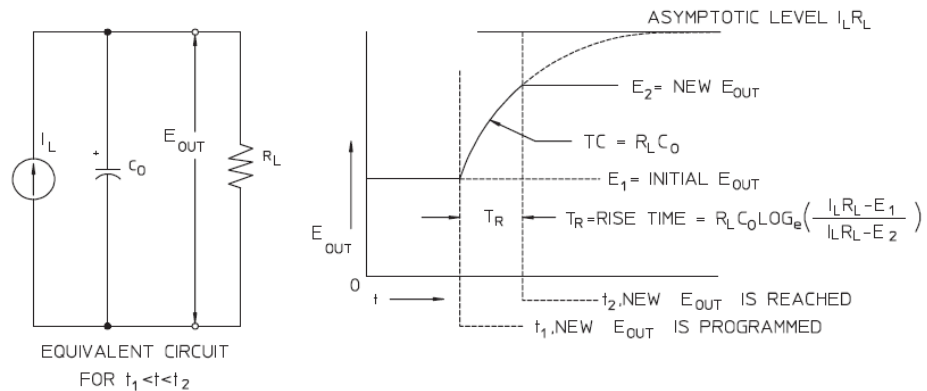 I_L
+
C_O
E_OUT
R_L
EQUIVALENT CIRCUIT
FOR t_1<t<t_2
ASYMPTOTIC LEVEL I_LR_L
E_2= NEW E_OUT
TC = R_LC_O
E_1= INITIAL E_OUT
T_R
T_R=RISE TIME = R_LC_OLOG_e(I_LR_L-E_1/I_LR_L-E_2)
E_OUT
O
t
t_2,NEW E_OUT IS REACHED
t_1,NEW E_OUT IS PROGRAMMED